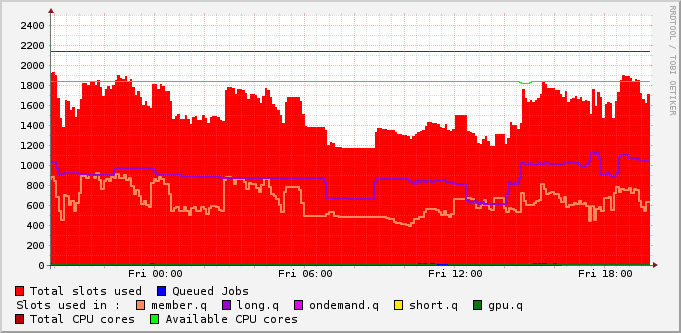 2400
2200
2000
1800
1600
1400
1200
1000
800
600
400
200
0
Fri 00:00 Fri 06:00 Fri 12:00 Fri 18:00
RRDTOOL / TOBI OETIKER
Total slots used Queued Jobs
Slots used in : member.q long.q ondemand.q short.q gpu.q
Total CPU cores Available CPU cores